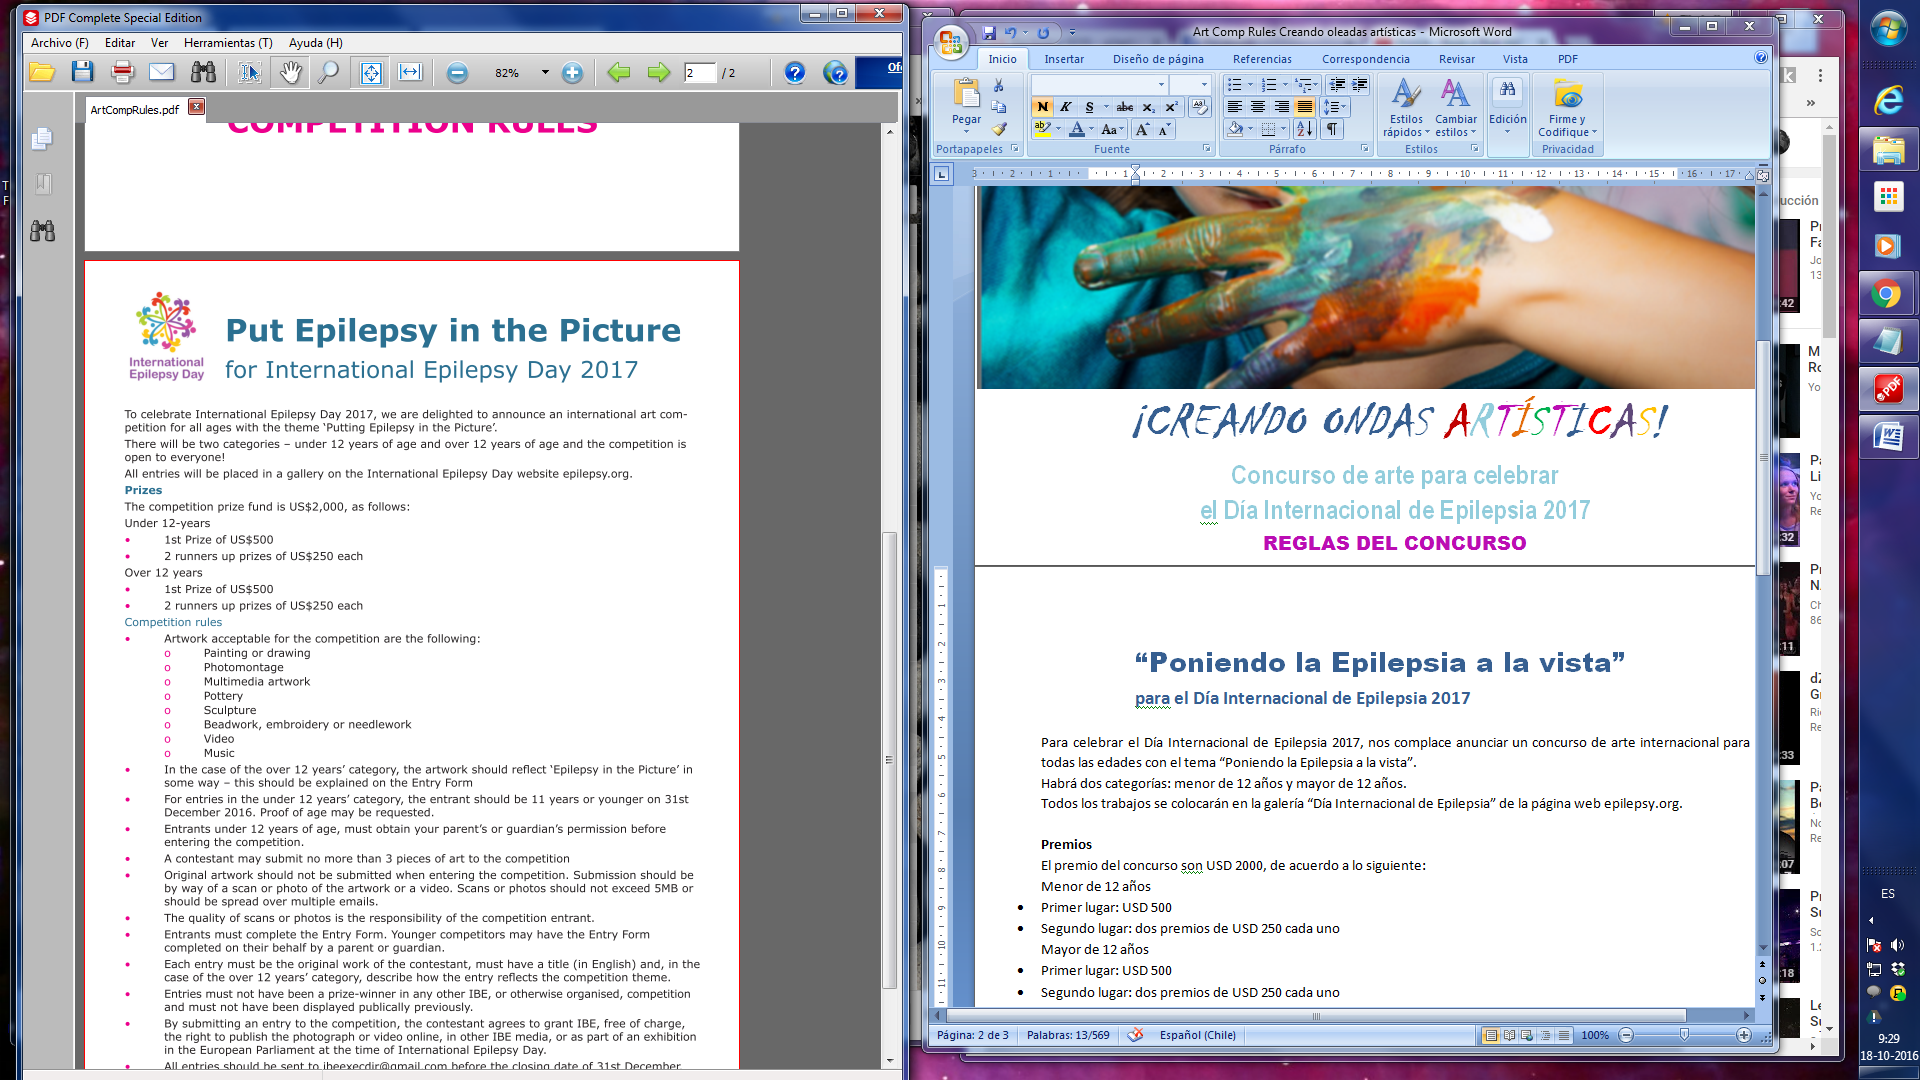 PDF Complete Special Edition
Archivo (F) Editar Ver Herramientas (T) Ayuda (H)
82% 2 / 2
ArtCompRules.pdf
COMPETITION RULES
International
Epilepsy Day
Put Epilepsy in the Picture
for International Epilepsy Day 2017
To celebrate International Epilepsy Day 2017, we are delighted to announce an international art com-
petition for all ages with the theme ‘Putting Epilepsy in the Picture’.
There will be two categories – under 12 years of age and over 12 years of age and the competition is
open to everyone!
All entries will be placed in a gallery on the International Epilepsy Day website epilepsy.org.
Prizes
The competition prize fund is US$2,000, as follows:
Under 12-years
• 1st Prize of US$500
• 2 runners up prizes of US$250 each
Over 12 years
• 1st Prize of US$500
• 2 runners up prizes of US$250 each
Competition rules
• Artwork acceptable for the competition are the following:
o Painting or drawing
o Photomontage
o Multimedia artwork
o Pottery
o Sculpture
o Beadwork, embroidery or needlework
o Video
o Music
• In the case of the over 12 years’ category, the artwork should reflect ‘Epilepsy in the Picture’ in
some way – this should be explained on the Entry Form
• For entries in the under 12 years’ category, the entrant should be 11 years or younger on 31st
December 2016. Proof of age may be requested.
• Entrants under 12 years of age, must obtain your parent’s or guardian’s permission before
entering the competition.
• A contestant may submit no more than 3 pieces of art to the competition
• Original artwork should not be submitted when entering the competition. Submission should be
by way of a scan or photo of the artwork or a video. Scans or photos should not exceed 5MB or
should be spread over multiple emails.
• The quality of scans or photos is the responsibility of the competition entrant.
• Entrants must complete the Entry Form. Younger competitors may have the Entry Form
completed on their behalf by a parent or guardian.
• Each entry must be the original work of the contestant, must have a title (in English) and, in the
case of the over 12 years’ category, describe how the entry reflects the competition theme.
• Entries must not have been a prize-winner in any other IBE, or otherwise organised, competition
and must not have been displayed publically previously.
• By submitting an entry to the competition, the contestant agrees to grant IBE, free of charge,
the right to publish the photograph or video online, in other IBE media, or as part of an exhibition
in the European Parliament at the time of International Epilepsy Day.
• All entries should be sent to ibeexecdir@gmail.com before the closing date of 31st December.
Art Comp Rules Creando oleadas artísticas - Microsoft Word
Inicio Insertar Diseño de página Referencias Correspondencia Revisar Vista PDF
Pegar
Estilos rápidos
Cambiar estilos
Edición
Firme y Codifique
Portapapeles Fuente Párrafo Estilos Privacidad
¡CREANDO ONDAS ARTÍSTICAS!
Concurso de arte para celebrar
el Día Internacional de Epilepsia 2017
REGLAS DEL CONCURSO
“Poniendo la Epilepsia a la vista”
para el Día Internacional de Epilepsia 2017
Para celebrar el Día Internacional de Epilepsia 2017, nos complace anunciar un concurso de arte internacional para
todas las edades con el tema “Poniendo la Epilepsia a la vista”.
Habrá dos categorías: menor de 12 años y mayor de 12 años.
Todos los trabajos se colocarán en la galería “Día Internacional de Epilepsia” de la página web epilepsy.org.
Premios
El premio del concurso son USD 2000, de acuerdo a lo siguiente:
Menor de 12 años
• Primer lugar: USD 500
• Segundo lugar: dos premios de USD 250 cada uno
Mayor de 12 años
• Primer lugar: USD 500
• Segundo lugar: dos premios de USD 250 cada uno
Página: 2 de 3 Palabras: 13/569 Español (Chile) 100%
ES
9:29
18-10-2016